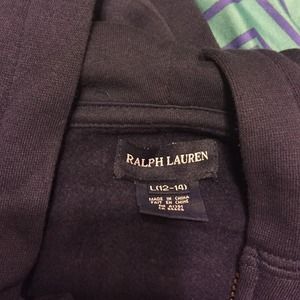 RALPH LAUREN
L(12-14)
MADE IN CHINA
FAIT EN CHINE